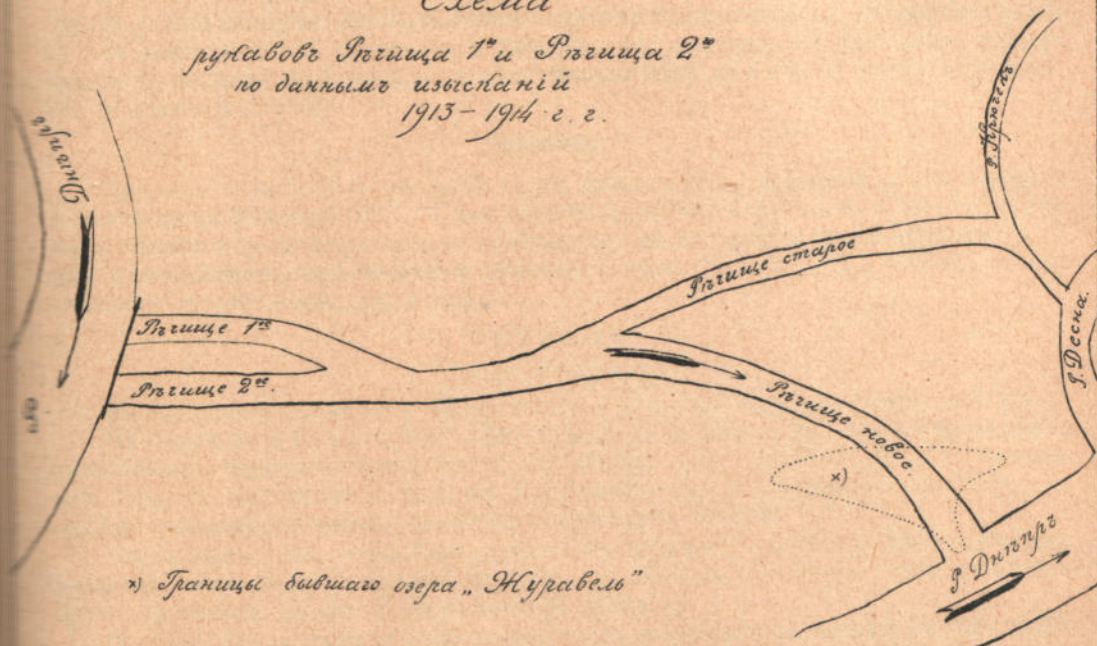 Схема
рукавовъ Рѣчища 1го и Рѣчища 2го
по даннымъ изысканій
1913 – 1914 г. г.
Днѣпръ
р. Крючекъ
Рѣчище старое
Рѣчище 1ое
Рѣчище 2ое.
Рѣчище новое.
Р. Десна.
х)
Р. Днѣпръ
х) Границы бывшаго озера „Журавель”